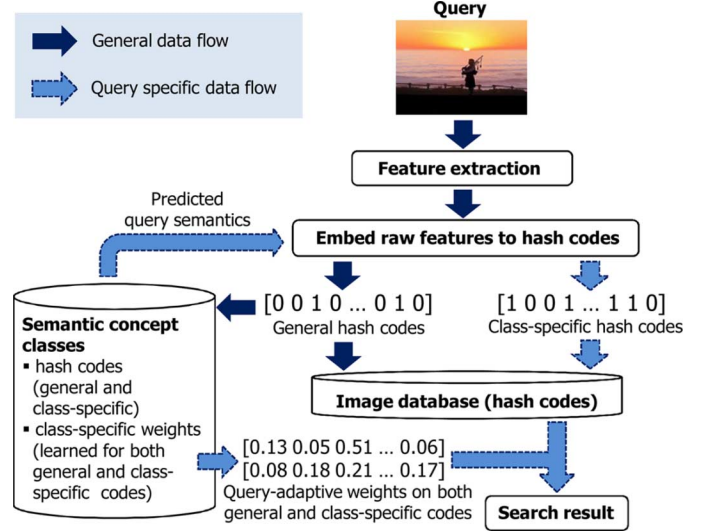 Query
General data flow
Query specific data flow
Feature extraction
Predicted
query semantics
Embed raw features to hash codes
[0 0 1 0 ... 0 1 0]
General hash codes
[1 0 0 1 ... 1 1 0]
Class-specific hash codes
Semantic concept
classes
▪ hash codes
(general and
class-specific)
▪ class-specific weights
(learned for both
general and class-
specific codes)
Image database (hash codes)
[0.13 0.05 0.51 ... 0.06]
[0.08 0.18 0.21 ... 0.17]
Query-adaptive weights on both
general and class-specific codes
Search result